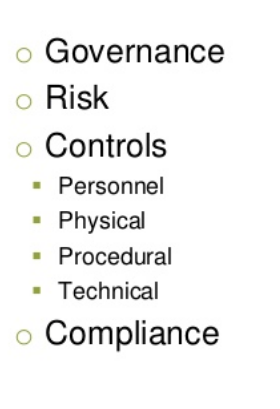 Governance
Risk
Controls
Personnel
Physical
Procedural
Technical
Compliance